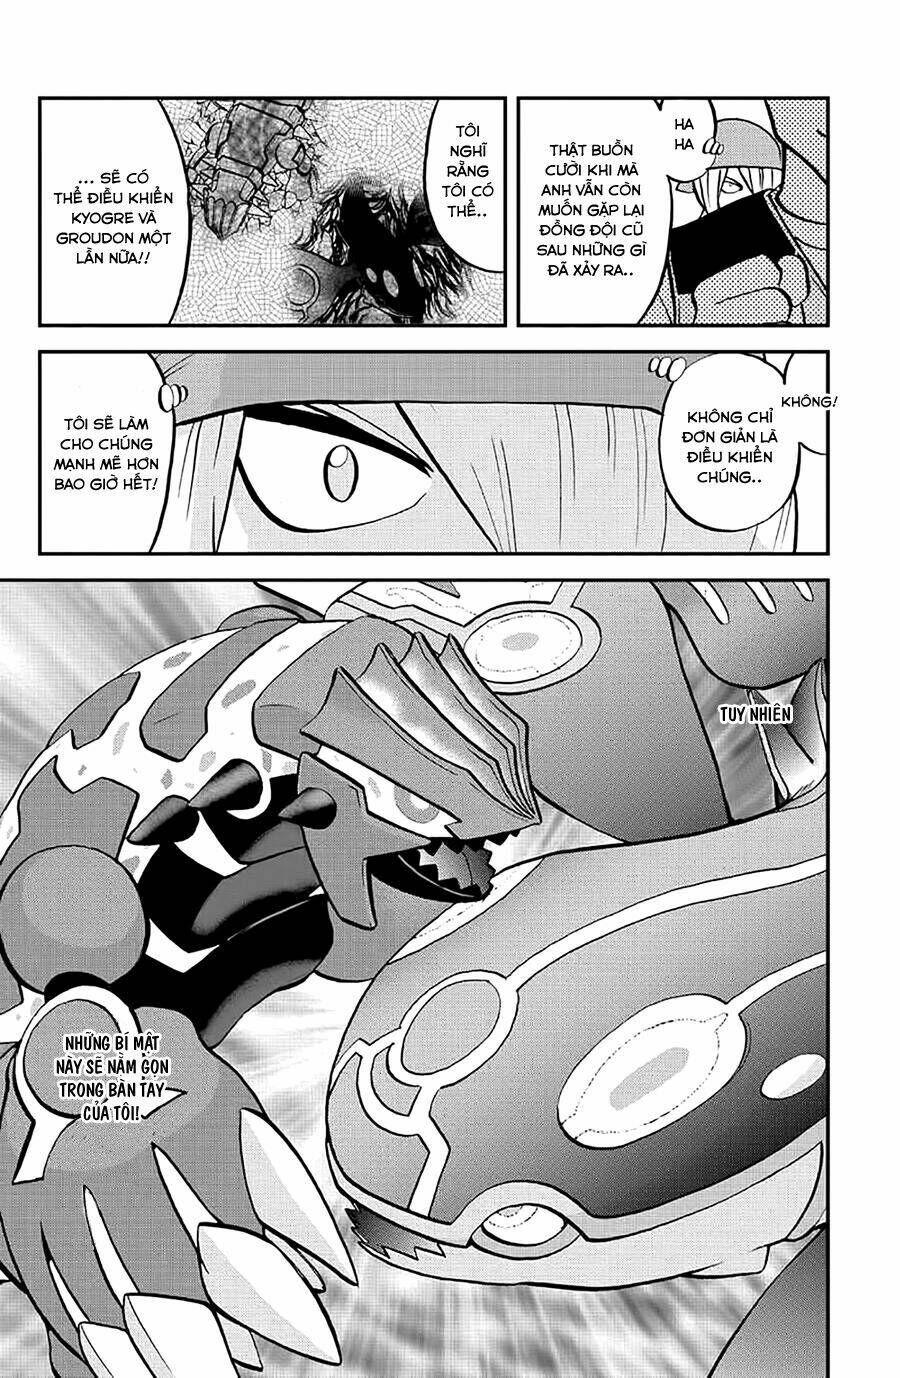 HA
HA
THẬT BUỒN
CƯỜI KHI MÀ
ANH VẪN CÒN
MUỐN GẶP LẠI
ĐỒNG ĐỘI CŨ
SAU NHỮNG GÌ
ĐÃ XẢY RA..
TÔI
NGHĨ
RẰNG
TÔI CÓ
THỂ..
... SẼ CÓ
THỂ ĐIỀU KHIỂN
KYOGRE VÀ
GROUDON MỘT
LẦN NỮA!!
KHÔNG!
KHÔNG CHỈ
ĐƠN GIẢN LÀ
ĐIỀU KHIỂN
CHÚNG..
TÔI SẼ LÀM
CHO CHÚNG
MẠNH MẼ HƠN
BAO GIỜ HẾT!
TUY NHIÊN
NHỮNG BÍ MẬT
NÀY SẼ NẰM GỌN
TRONG BÀN TAY
CỦA TÔI!